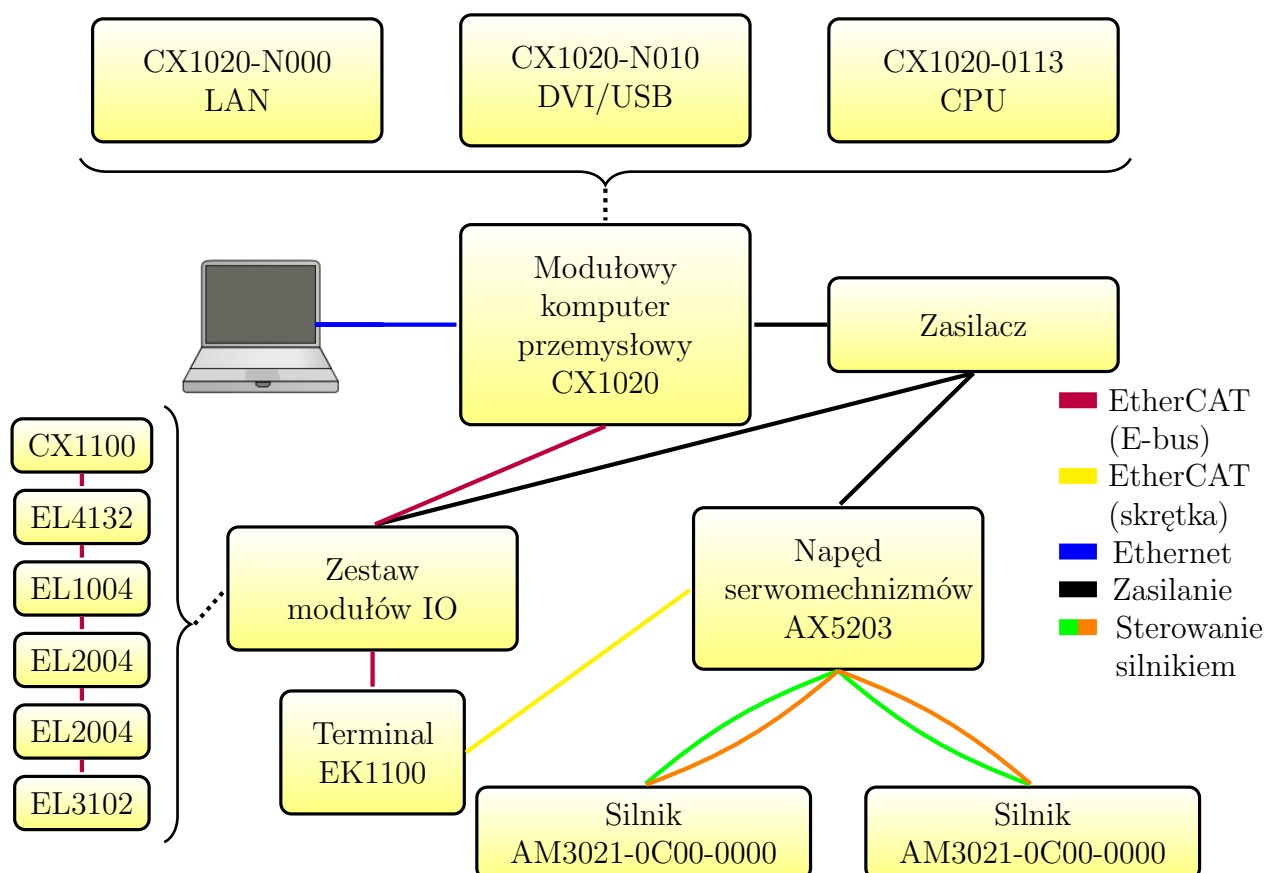 CX1020-N000
LAN
CX1020-N010
DVI/USB
CX1020-0113
CPU
Modułowy
komputer
przemysłowy
CX1020
Zasilacz
EtherCAT
(E-bus)
EtherCAT
(skrętka)
Ethernet
Zasilanie
Sterowanie
silnikiem
CX1100
EL4132
EL1004
EL2004
EL2004
EL3102
Zestaw
modułów IO
Napęd
serwomechnizmów
AX5203
Terminal
EK1100
Silnik
AM3021-0C00-0000
Silnik
AM3021-0C00-0000